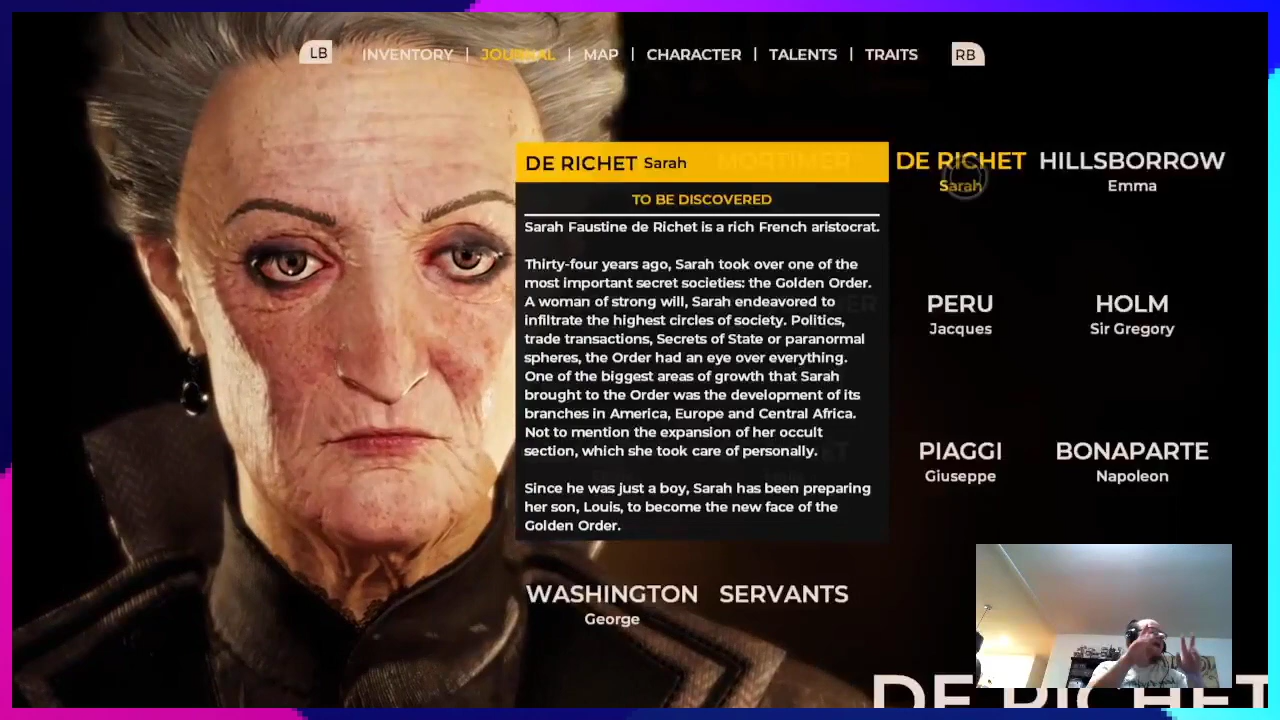 LB INVENTORY | JOURNAL | MAP | CHARACTER | TALENTS | TRAITS RB
DE RICHET Sarah
MORTIMER
TO BE DISCOVERED
Sarah Faustine de Richet is a rich French aristocrat.
Thirty-four years ago, Sarah took over one of the
most important secret societies: the Golden Order.
A woman of strong will, Sarah endeavored to
infiltrate the highest circles of society. Politics,
trade transactions, Secrets of State or paranormal
spheres, the Order had an eye over everything.
One of the biggest areas of growth that Sarah
brought to the Order was the development of its
branches in America, Europe and Central Africa.
Not to mention the expansion of her occult
section, which she took care of personally.
Since he was just a boy, Sarah has been preparing
her son, Louis, to become the new face of the
Golden Order.
DE RICHET
Sarah
HILLSBORROW
Emma
PERU
Jacques
HOLM
Sir Gregory
PIAGGI
Giuseppe
BONAPARTE
Napoleon
WASHINGTON
George
SERVANTS
DE RICHET